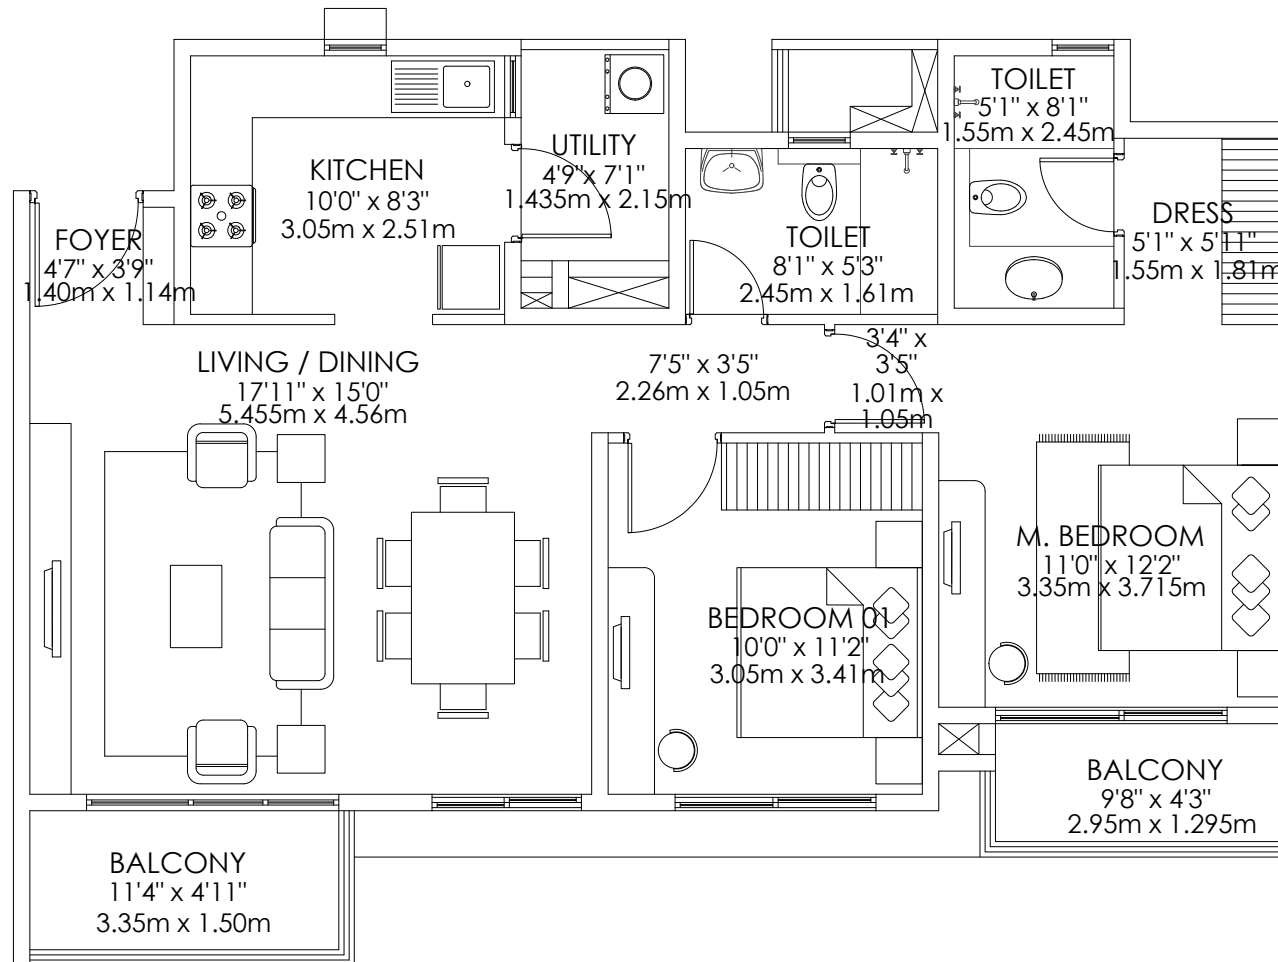 TOILET
5'1" x 8'1"
1.55m x 2.45m
UTILITY
4'9"x 7'1"
1.435m x 2.15m
KITCHEN
10'0" x 8'3"
3.05m x 2.51m
DRESS
5'1" x 5'11"
1.55m x 1.81m
FOYER
4'7" x 3'9"
1.40m x 1.14m
TOILET
8'1" x 5'3"
2.45m x 1.61m
LIVING / DINING
17'11" x 15'0"
5.455m x 4.56m
7'5" x 3'5"
2.26m x 1.05m
3'4" x
3'5"
1.01m x
1.05m
M. BEDROOM
11'0" x 12'2"
3.35m x 3.715m
BEDROOM 01
10'0" x 11'2"
3.05m x 3.41m
BALCONY
9'8" x 4'3"
2.95m x 1.295m
BALCONY
11'4" x 4'11"
3.35m x 1.50m